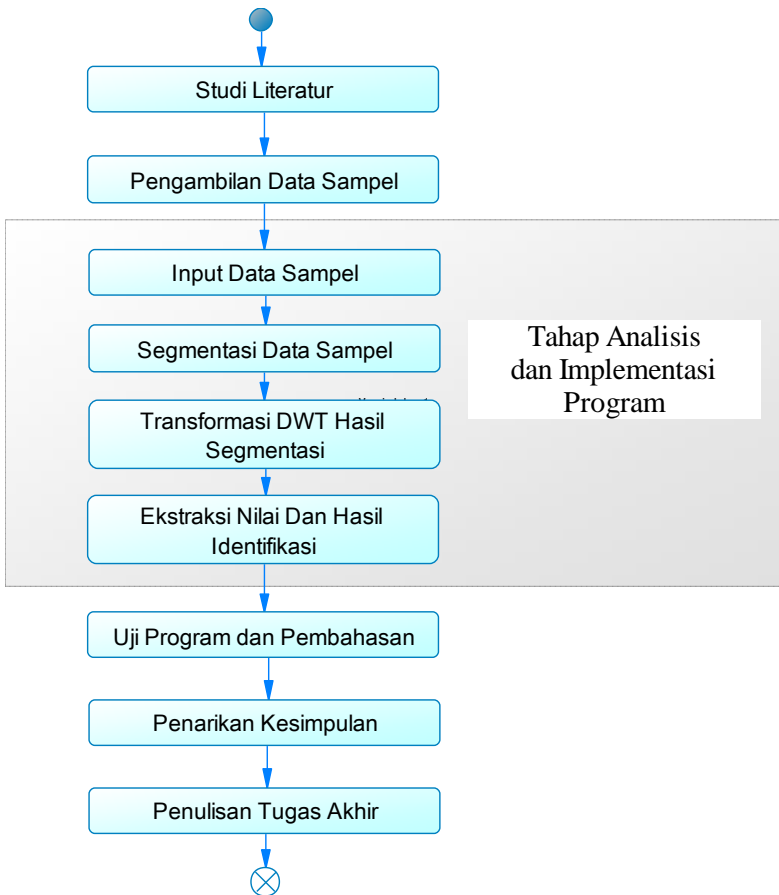 Studi Literatur
Pengambilan Data Sampel
Input Data Sampel
Segmentasi Data Sampel
Tahap Analisis
dan Implementasi
Program
Transformasi DWT Hasil
Segmentasi
Ekstraksi Nilai Dan Hasil
Identifikasi
Uji Program dan Pembahasan
Penarikan Kesimpulan
Penulisan Tugas Akhir